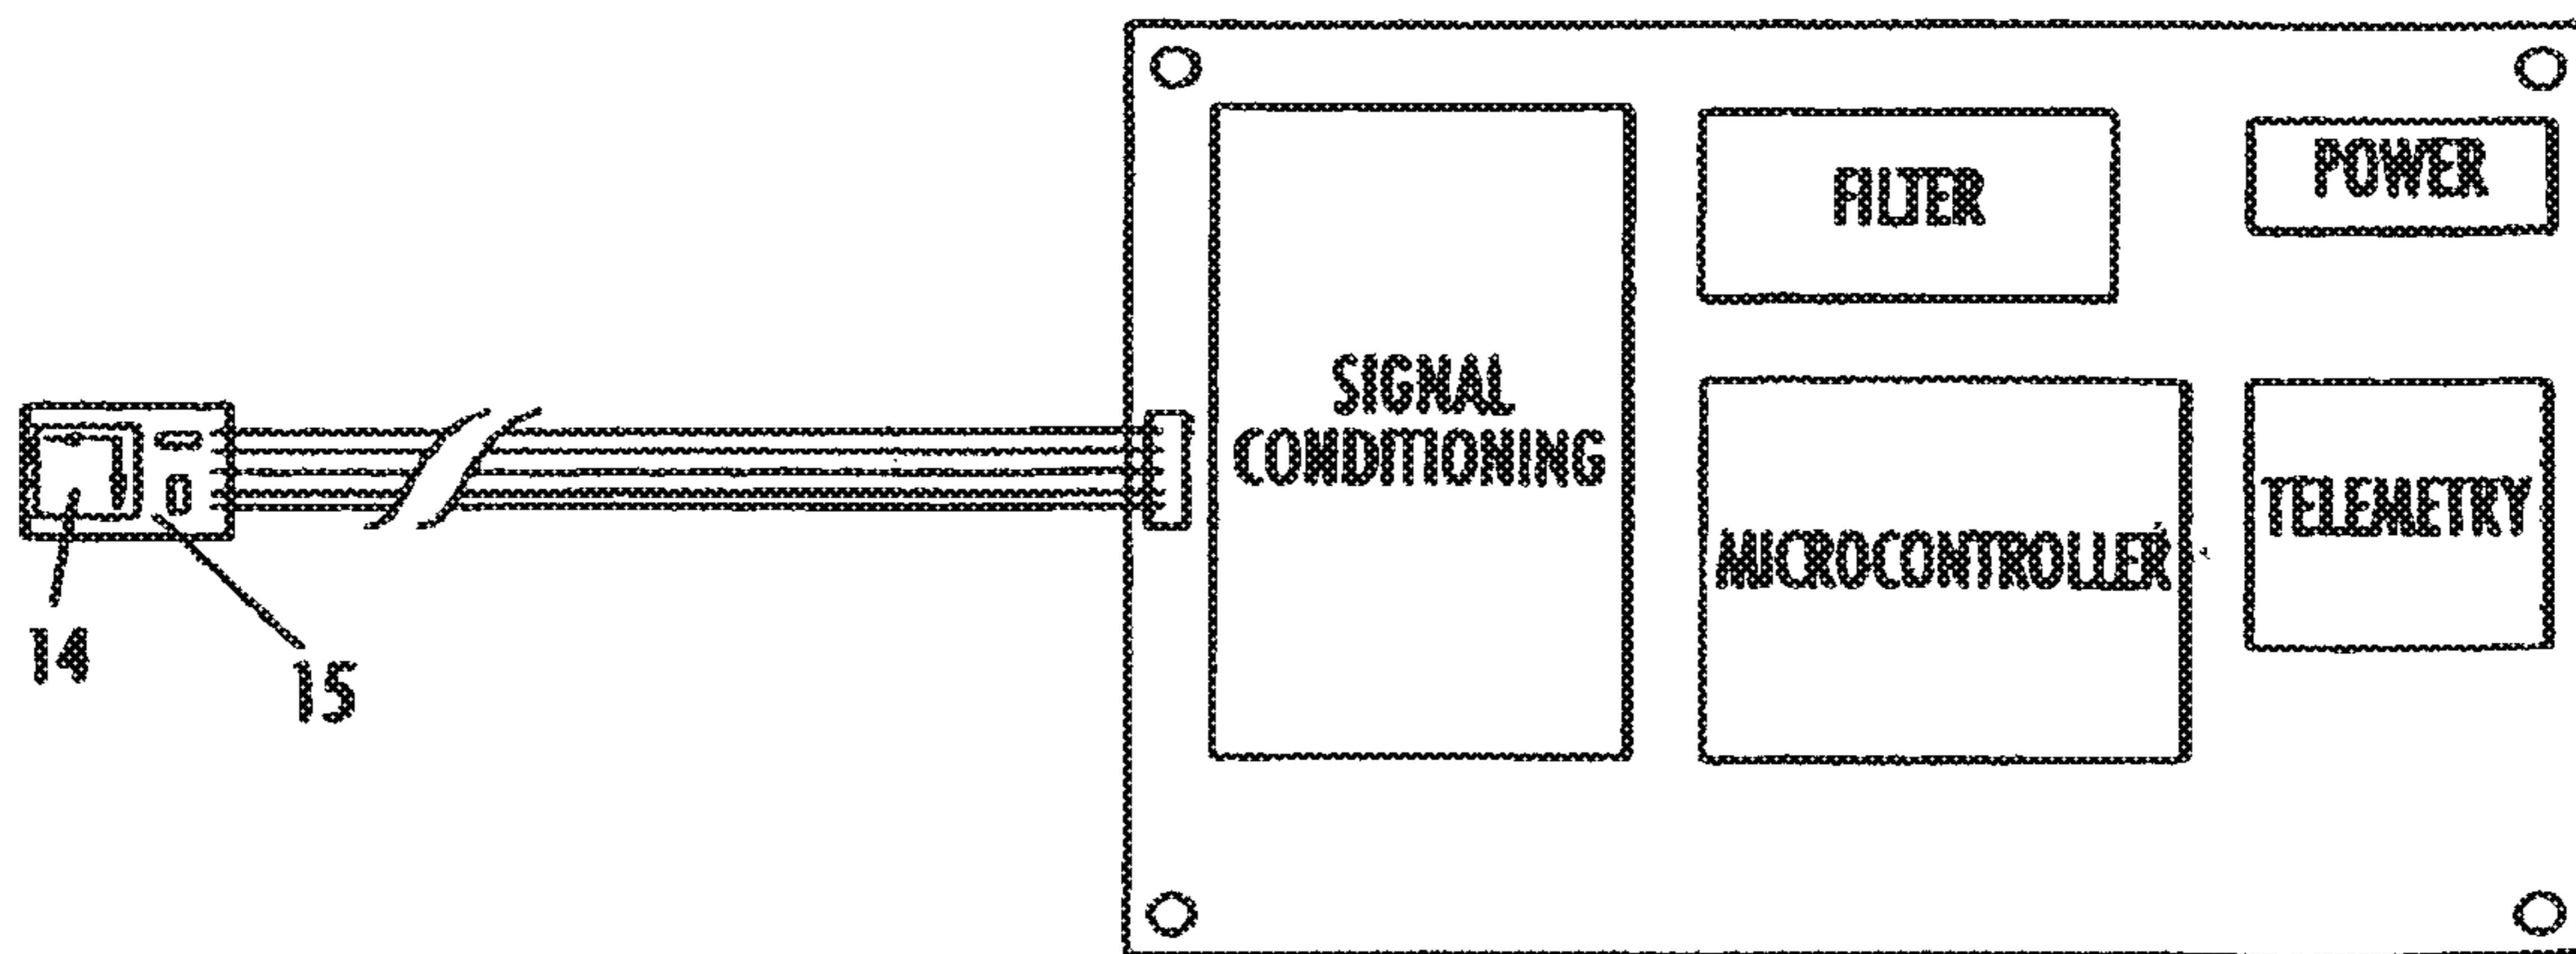 14
15
SIGNAL
CONDITIONING
FILTER
POWER
MICROCONTROLLER
TELEMETRY